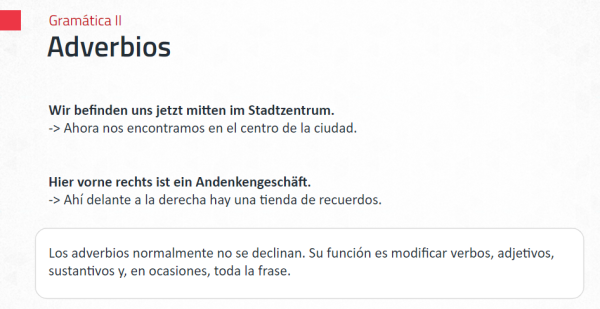 Gramática II
Adverbios
Wir befinden uns jetzt mitten im Stadtzentrum.
-> Ahora nos encontramos en el centro de la ciudad.
Hier vorne rechts ist ein Andenkengeschäft.
-> Ahí delante a la derecha hay una tienda de recuerdos.
Los adverbios normalmente no se declinan. Su función es modificar verbos, adjetivos,
sustantivos y, en ocasiones, toda la frase.